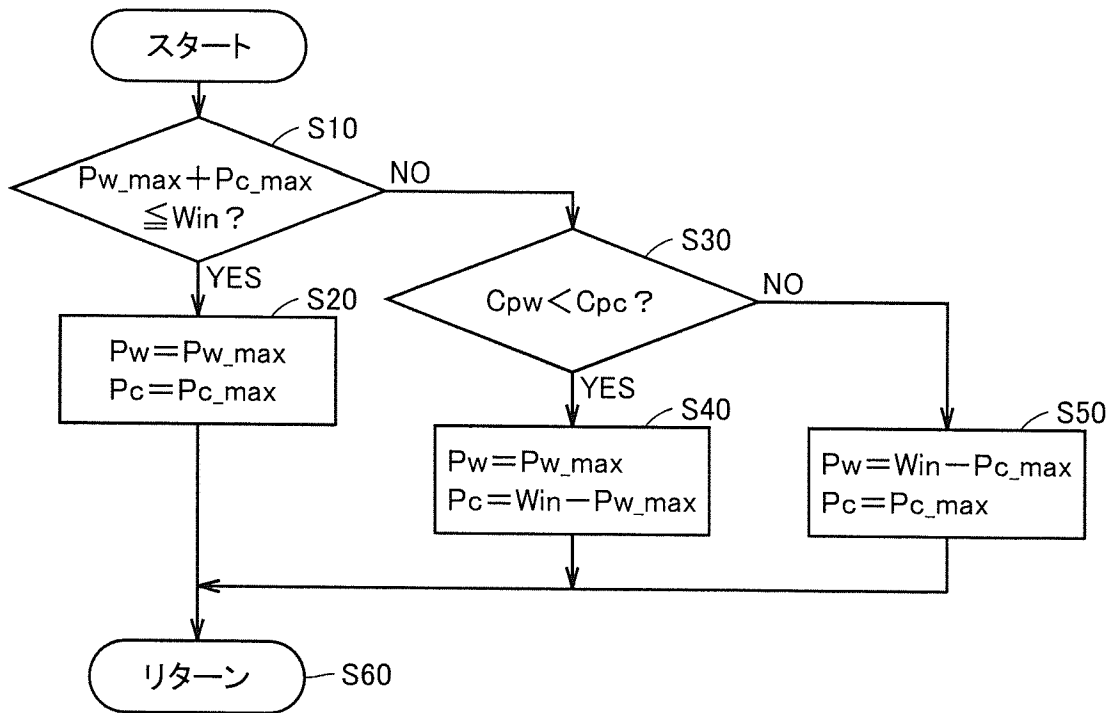 スタート
S10
Pw_max+Pc_max
≦Win?
NO
YES
S30
Cpw<Cpc?
NO
YES
S20
Pw=Pw_max
Pc=Pc_max
S40
Pw=Pw_max
Pc=Win-Pw_max
S50
Pw=Win-Pc_max
Pc=Pc_max
リターン
S60